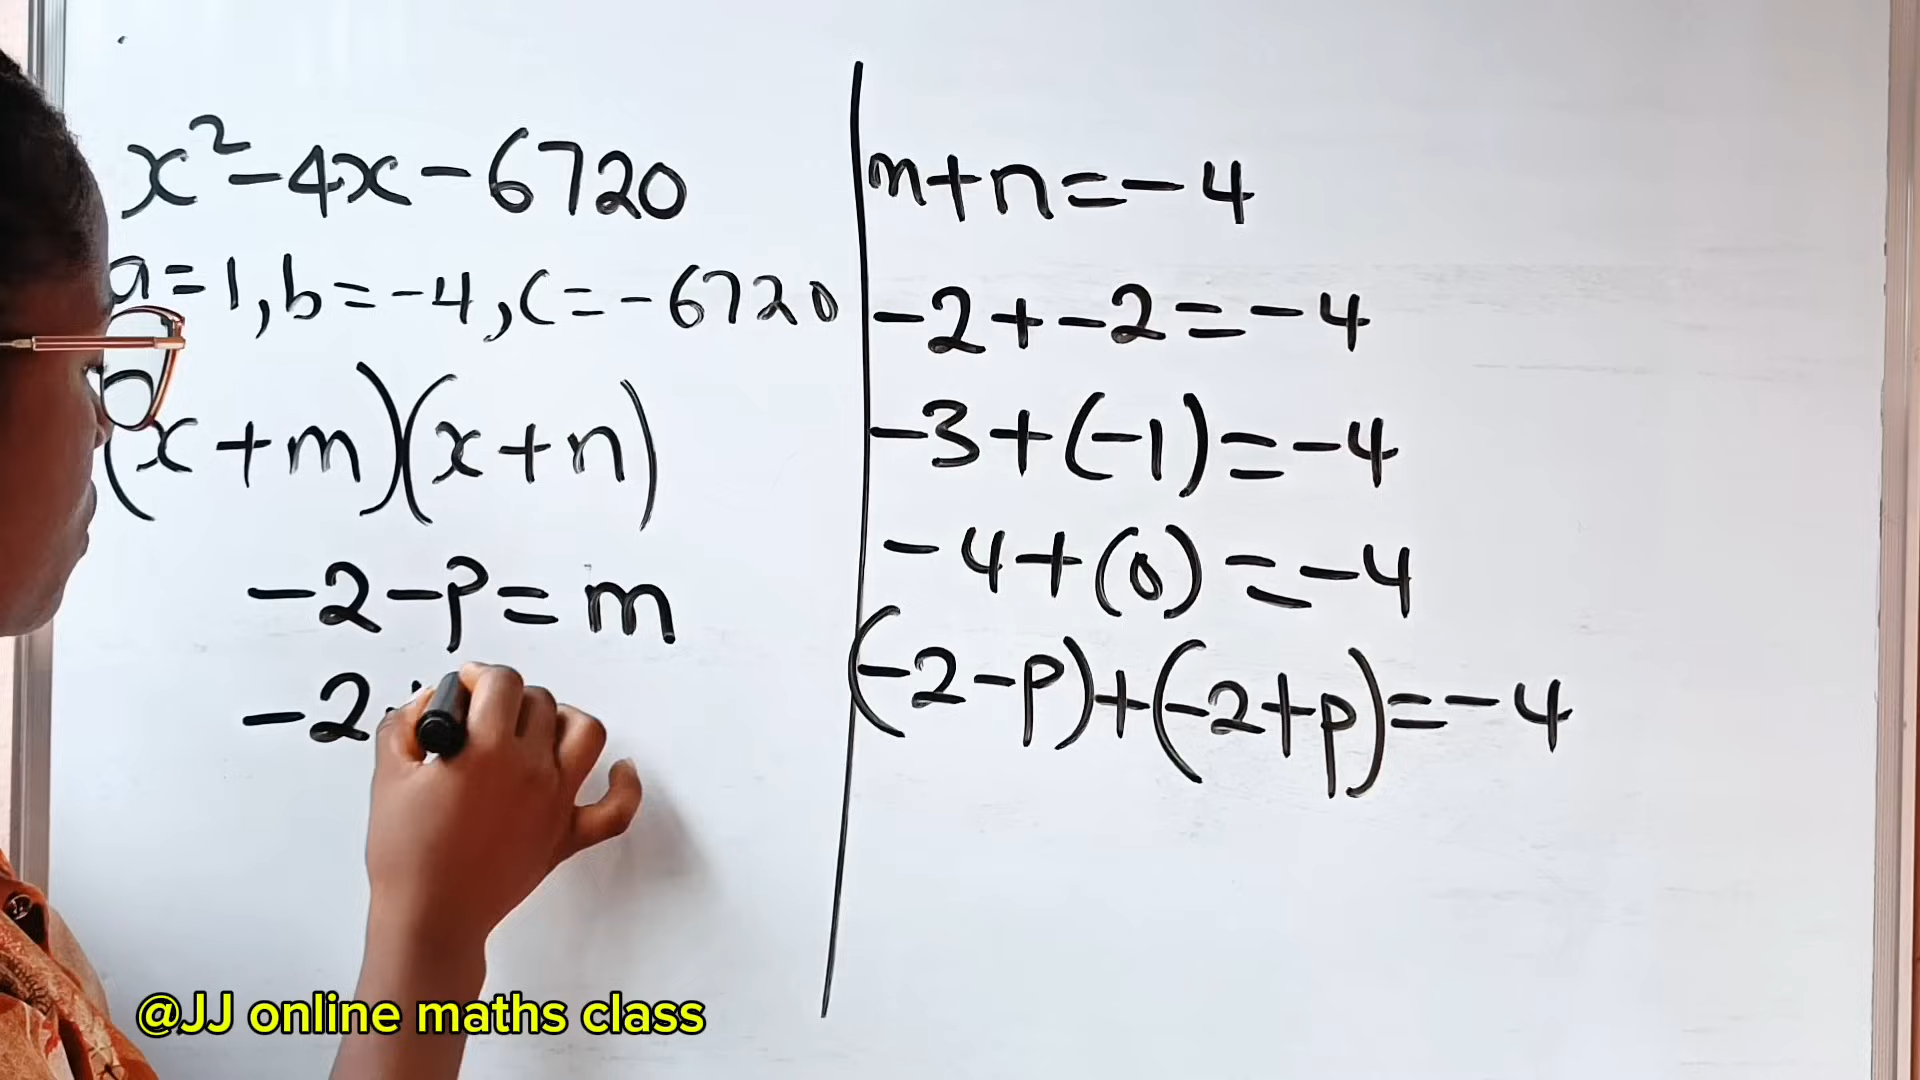 x²-4x-6720
a=1,b=-4,c=-6720
(x+m)(x+n)
-2-p=m
-2
m+n=-4
-2+-2=-4
-3+(-1)=-4
-4+(0)=-4
(-2-p)+(-2+p)=-4
@JJ online maths class